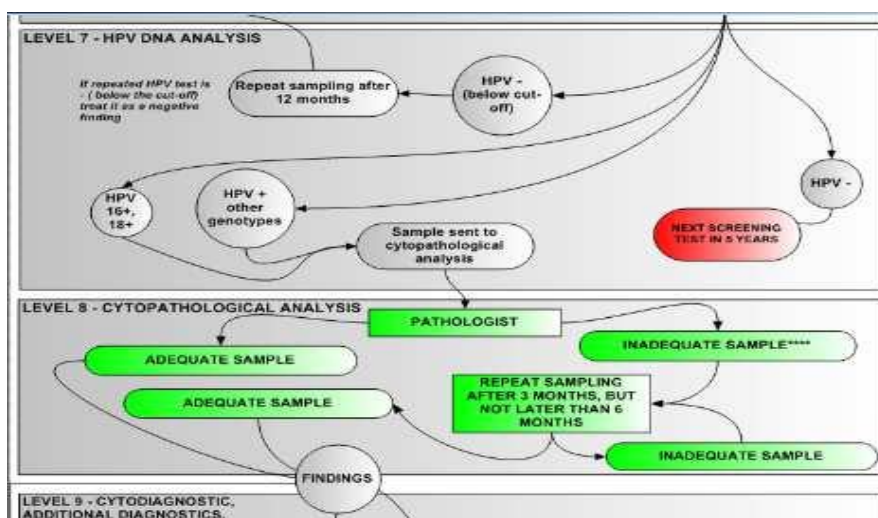 LEVEL 7 - HPV DNA ANALYSIS
If repeated HPV test is
- ( below the cut-off)
treat it as a negative
finding
Repeat sampling after
12 months
HPV -
(below cut-
off)
HPV
16+,
18+
HPV +
other
genotypes
HPV -
Sample sent to
cytopathological
analysis
NEXT SCREENING
TEST IN 5 YEARS
LEVEL 8 - CYTOPATHOLOGICAL ANALYSIS
PATHOLOGIST
ADEQUATE SAMPLE
INADEQUATE SAMPLE****
ADEQUATE SAMPLE
REPEAT SAMPLING
AFTER 3 MONTHS, BUT
NOT LATER THAN 6
MONTHS
INADEQUATE SAMPLE
FINDINGS
LEVEL 9 - CYTODIAGNOSTIC,
ADDITIONAL DIAGNOSTICS,